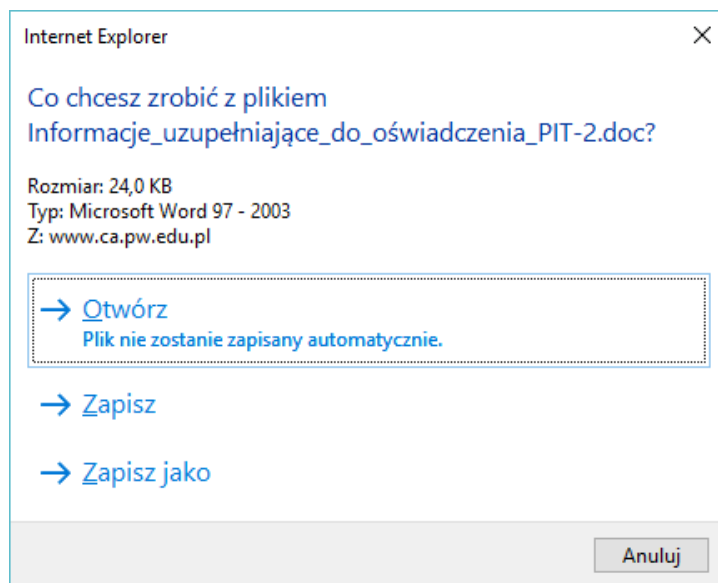 Internet Explorer
Co chcesz zrobić z plikiem
Informacje_uzupełniające_do_oświadczenia_PIT-2.doc?
Rozmiar: 24,0 KB
Typ: Microsoft Word 97 - 2003
Z: www.ca.pw.edu.pl
Otwórz
Plik nie zostanie zapisany automatycznie.
Zapisz
Zapisz jako
Anuluj